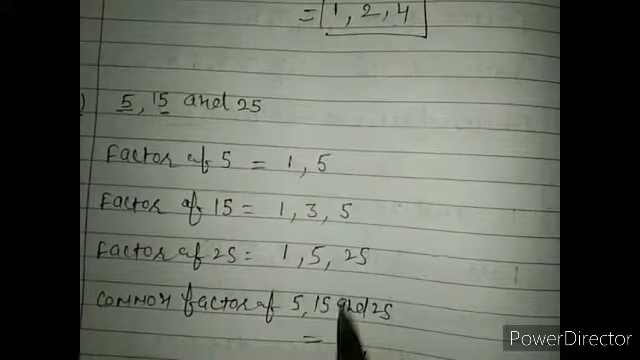 = 1, 2, 4
) 5, 15 and 25
Factor of 5 = 1, 5
Factor of 15 = 1, 3, 5
Factor of 25 = 1, 5, 25
common factor of 5, 15 and 25
=
PowerDirector